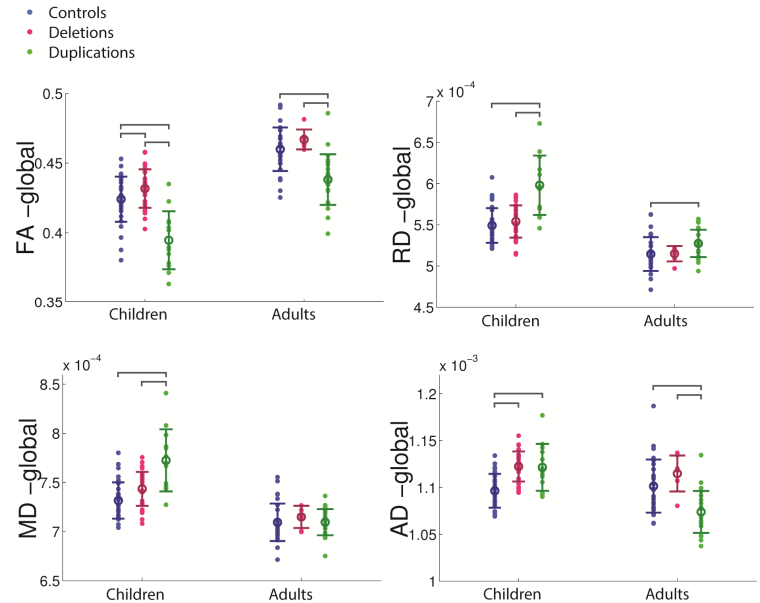 Controls
Deletions
Duplications
FA –global
0.5
0.45
0.4
0.35
Children
Adults
x 10⁻⁴
RD –global
7
6.5
6
5.5
5
4.5
Children
Adults
x 10⁻⁴
MD –global
8.5
8
7.5
7
6.5
Children
Adults
x 10⁻³
AD –global
1.2
1.15
1.1
1.05
1
Children
Adults